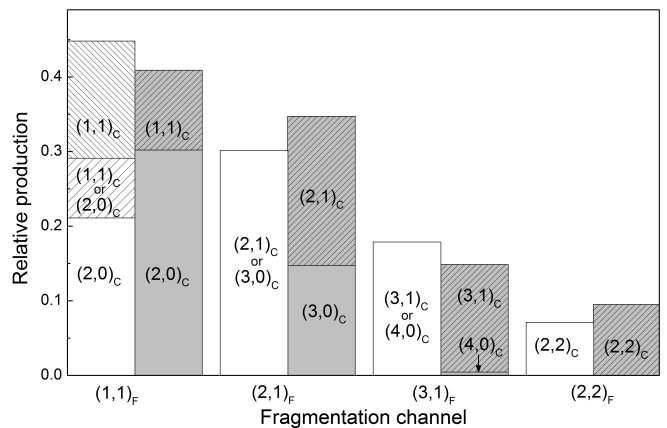 Relative production
0.4
0.3
0.2
0.1
0.0
(1,1)C
(1,1)C
or
(2,0)C
(2,0)C
(1,1)C
(2,0)C
(2,1)C
or
(3,0)C
(2,1)C
(3,0)C
(3,1)C
or
(4,0)C
(3,1)C
(4,0)C
(2,2)C
(2,2)C
(1,1)F
(2,1)F
(3,1)F
(2,2)F
Fragmentation channel